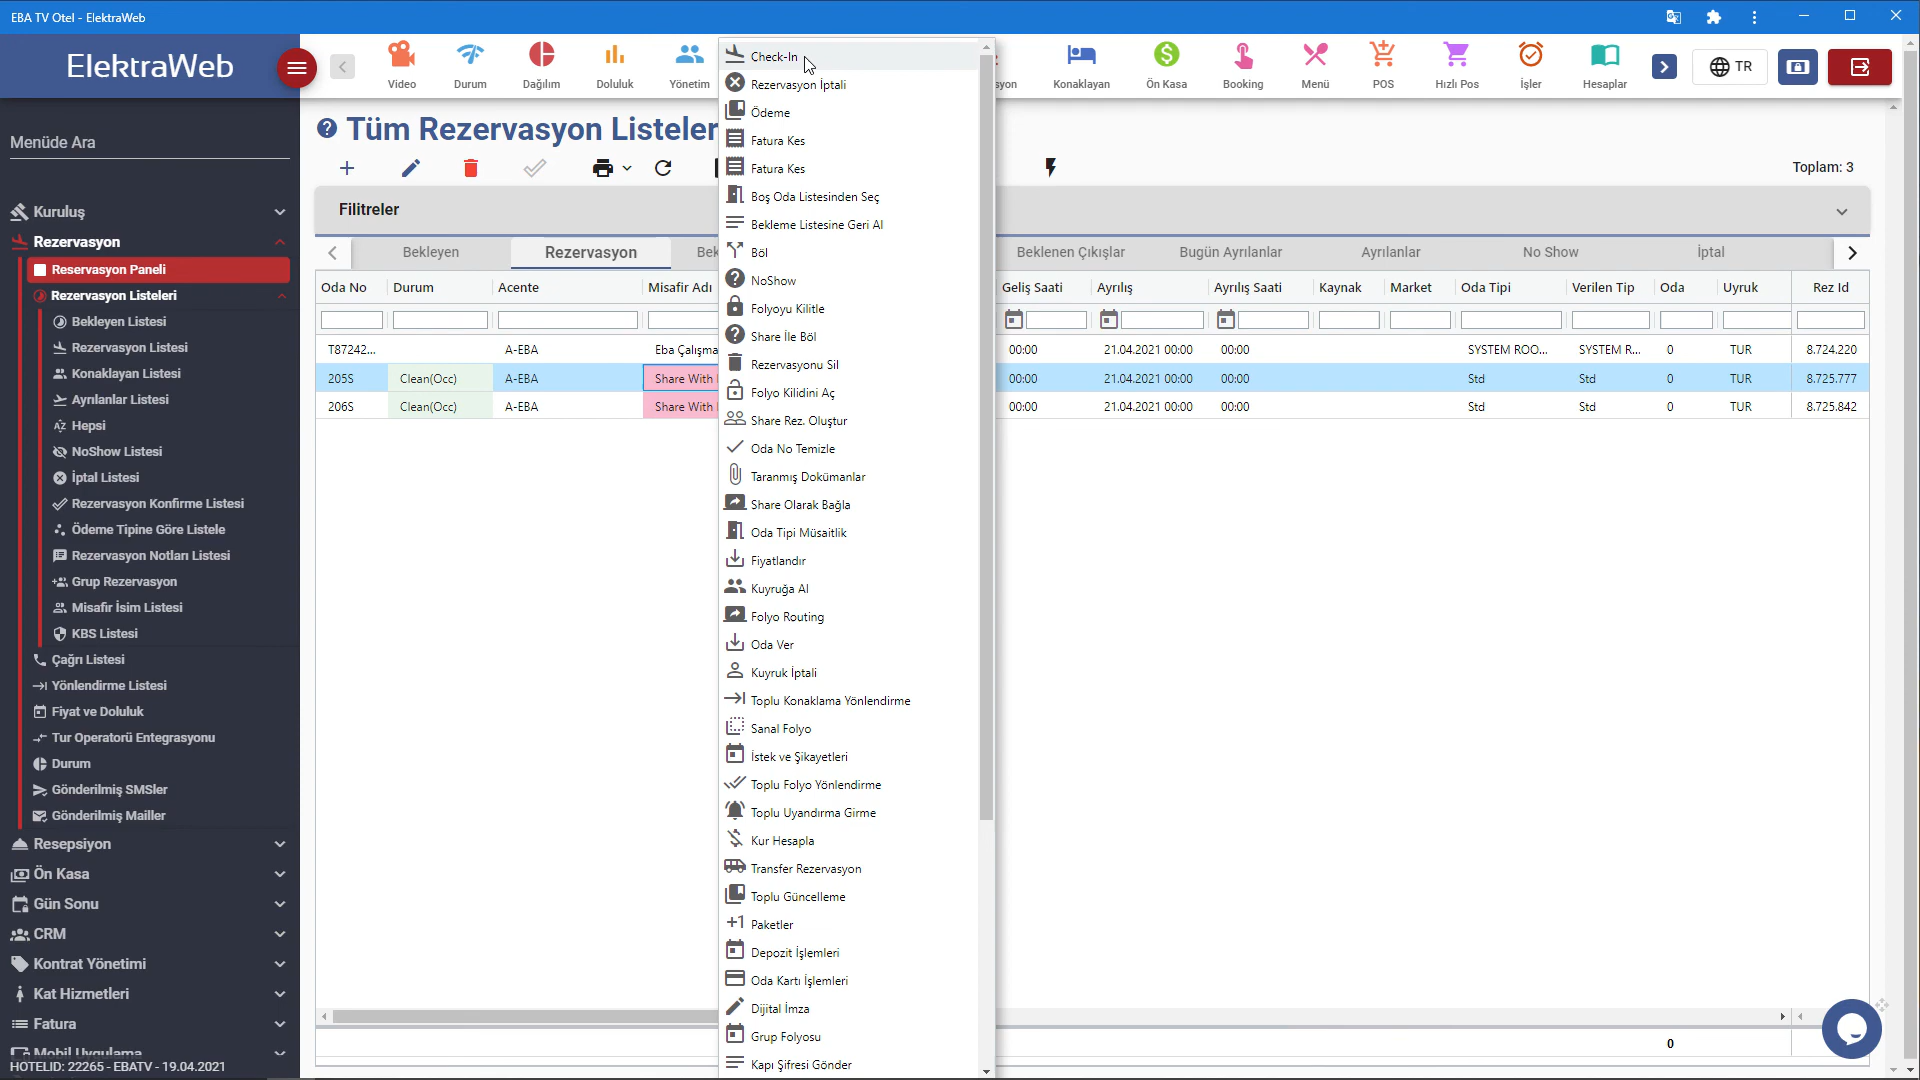 EBA TV Otel - ElektraWeb
ElektraWeb
Video
Durum
Dağılım
Doluluk
Yönetim
syon
Konaklayan
Ön Kasa
Booking
Menü
POS
Hızlı Pos
İşler
Hesaplar
TR
Menüde Ara
Kuruluş
Rezervasyon
Reservasyon Paneli
Rezervasyon Listeleri
Bekleyen Listesi
Rezervasyon Listesi
Konaklayan Listesi
Ayrılanlar Listesi
Hepsi
NoShow Listesi
İptal Listesi
Rezervasyon Konfirme Listesi
Ödeme Tipine Göre Listele
Rezervasyon Notları Listesi
Grup Rezervasyon
Misafir İsim Listesi
KBS Listesi
Çağrı Listesi
Yönlendirme Listesi
Fiyat ve Doluluk
Tur Operatorü Entegrasyonu
Durum
Gönderilmiş SMSler
Gönderilmiş Mailler
Resepsiyon
Ön Kasa
Gün Sonu
CRM
Kontrat Yönetimi
Kat Hizmetleri
Fatura
Mobil Uygulama
HOTELID: 22265 - EBATV - 19.04.2021
Tüm Rezervasyon Listeler
Toplam: 3
Filitreler
Bekleyen Rezervasyon Bek Beklenen Çıkışlar Bugün Ayrılanlar Ayrılanlar No Show İptal
Oda No Durum Acente Misafir Adı Geliş Saati Ayrılış Ayrılış Saati Kaynak Market Oda Tipi Verilen Tip Oda Uyruk Rez Id
T87242... A-EBA Eba Çalışma 00:00 21.04.2021 00:00 00:00 SYSTEM ROO... SYSTEM R... 0 TUR 8.724.220
205S Clean(Occ) A-EBA Share With 00:00 21.04.2021 00:00 00:00 Std Std 0 TUR 8.725.777
206S Clean(Occ) A-EBA Share With 00:00 21.04.2021 00:00 00:00 Std Std 0 TUR 8.725.842
0
Check-In
Rezervasyon İptali
Ödeme
Fatura Kes
Fatura Kes
Boş Oda Listesinden Seç
Bekleme Listesine Geri Al
Böl
NoShow
Folyoyu Kilitle
Share İle Böl
Rezervasyonu Sil
Folyo Kilidini Aç
Share Rez. Oluştur
Oda No Temizle
Taranmış Dokümanlar
Share Olarak Bağla
Oda Tipi Müsaitlik
Fiyatlandır
Kuyruğa Al
Folyo Routing
Oda Ver
Kuyruk İptali
Toplu Konaklama Yönlendirme
Sanal Folyo
İstek ve Şikayetleri
Toplu Folyo Yönlendirme
Toplu Uyandırma Girme
Kur Hesapla
Transfer Rezervasyon
Toplu Güncelleme
+1 Paketler
Depozit İşlemleri
Oda Kartı İşlemleri
Dijital İmza
Grup Folyosu
Kapı Şifresi Gönder